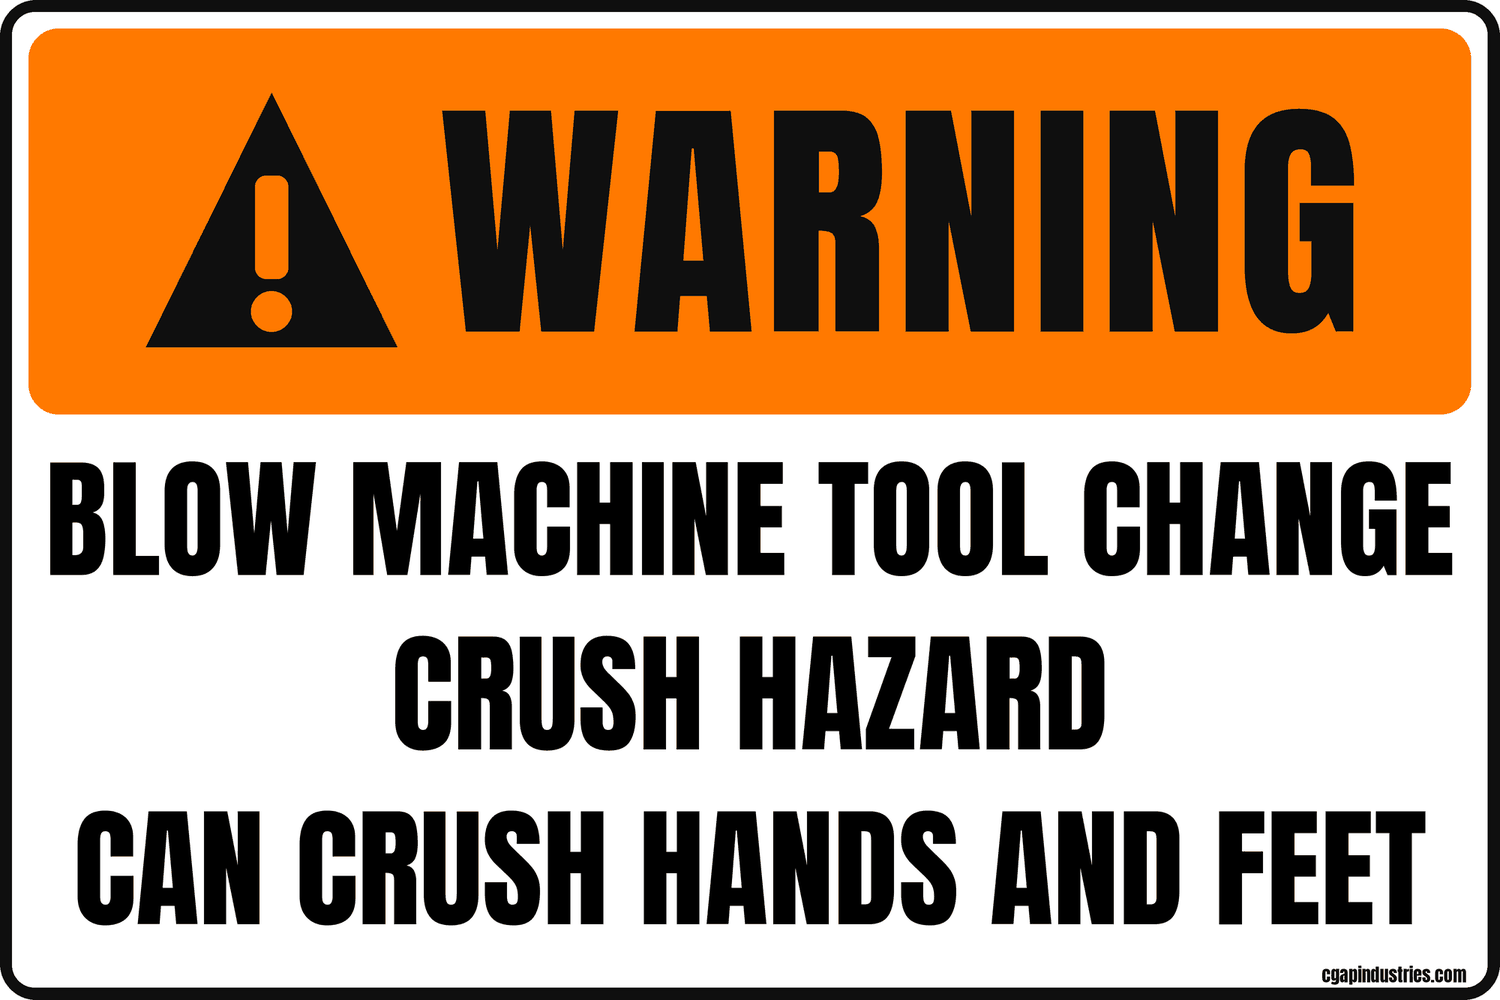 WARNING
BLOW MACHINE TOOL CHANGE
CRUSH HAZARD
CAN CRUSH HANDS AND FEET
cgapindustries.com